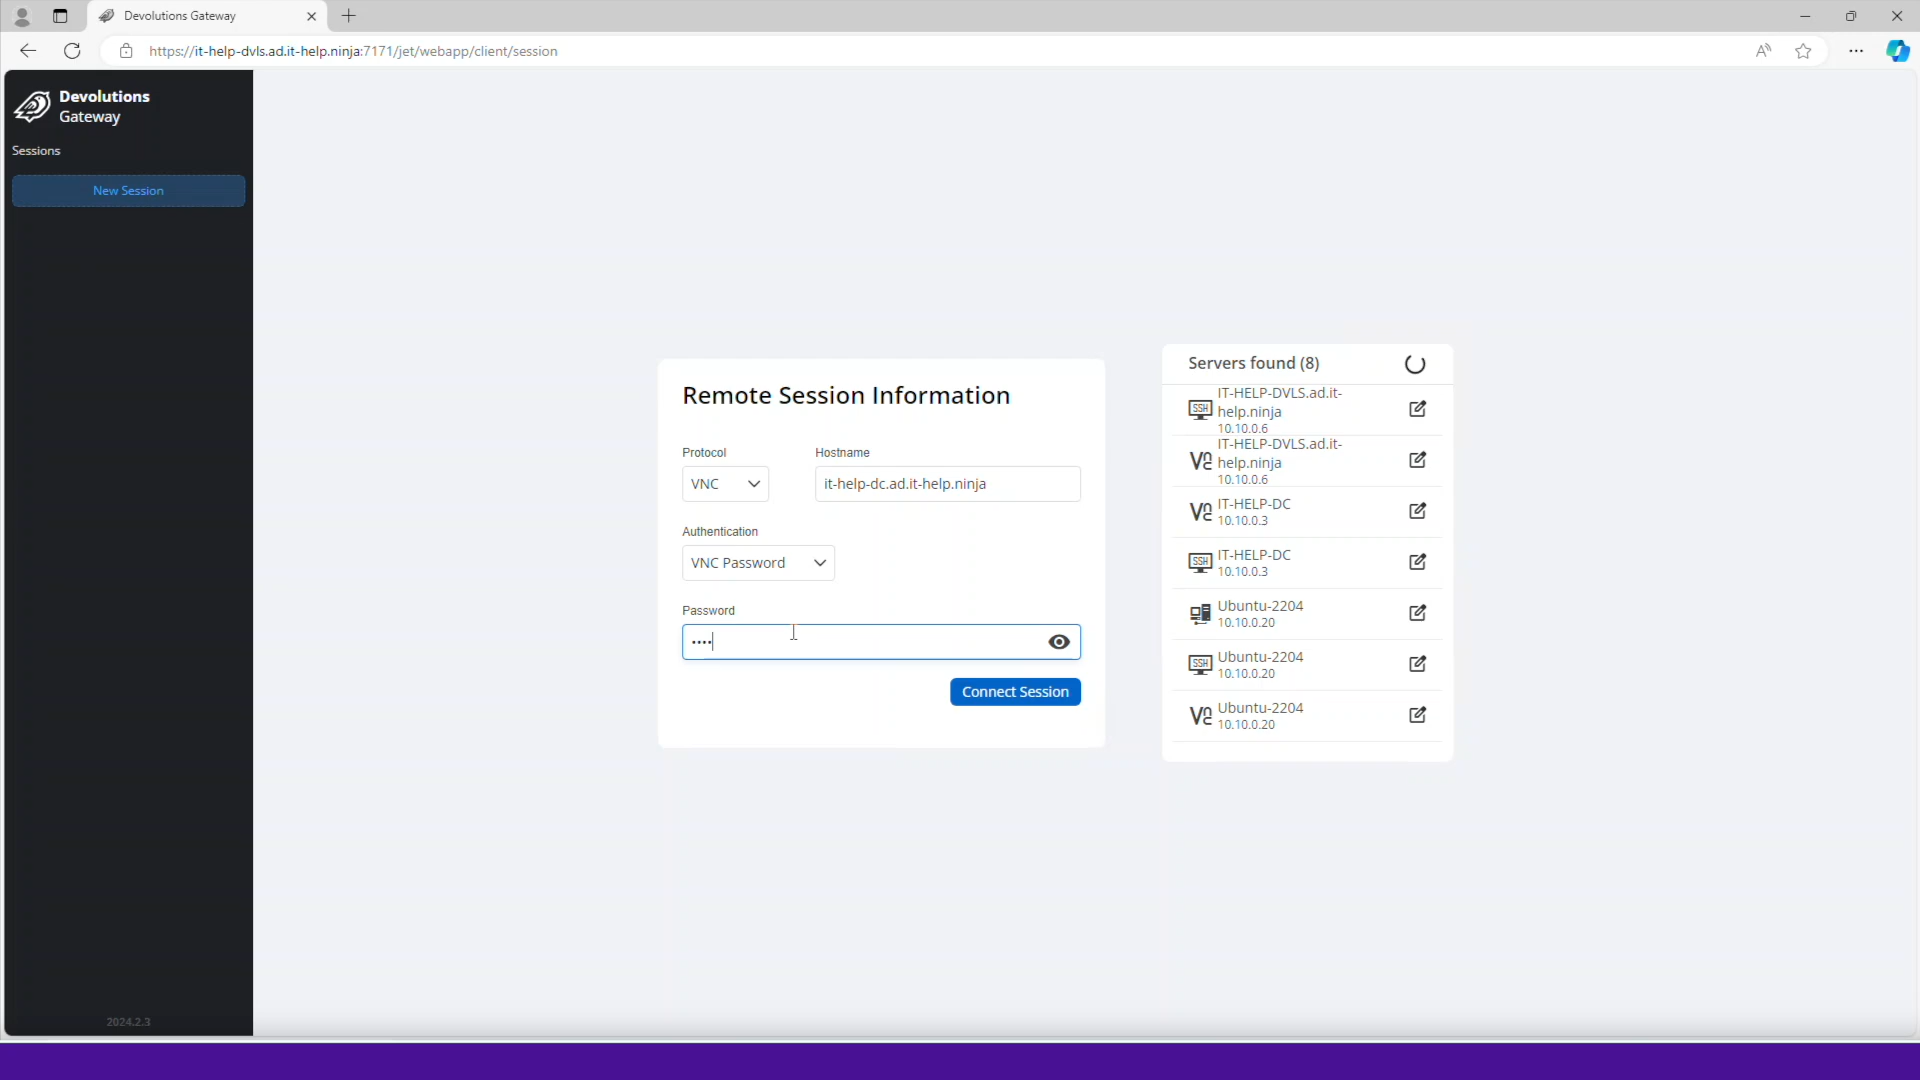 Devolutions Gateway
https://it-help-dvls.ad.it-help.ninja:7171/jet/webapp/client/session
Devolutions
Gateway
Sessions
New Session
2024.2.3
Remote Session Information
Protocol
Hostname
VNC
it-help-dc.ad.it-help.ninja
Authentication
VNC Password
Password
••••
Connect Session
Servers found (8)
SSH
IT-HELP-DVLS.ad.it-
help.ninja
10.10.0.6
IT-HELP-DVLS.ad.it-
help.ninja
10.10.0.6
IT-HELP-DC
10.10.0.3
SSH
IT-HELP-DC
10.10.0.3
Ubuntu-2204
10.10.0.20
SSH
Ubuntu-2204
10.10.0.20
Ubuntu-2204
10.10.0.20